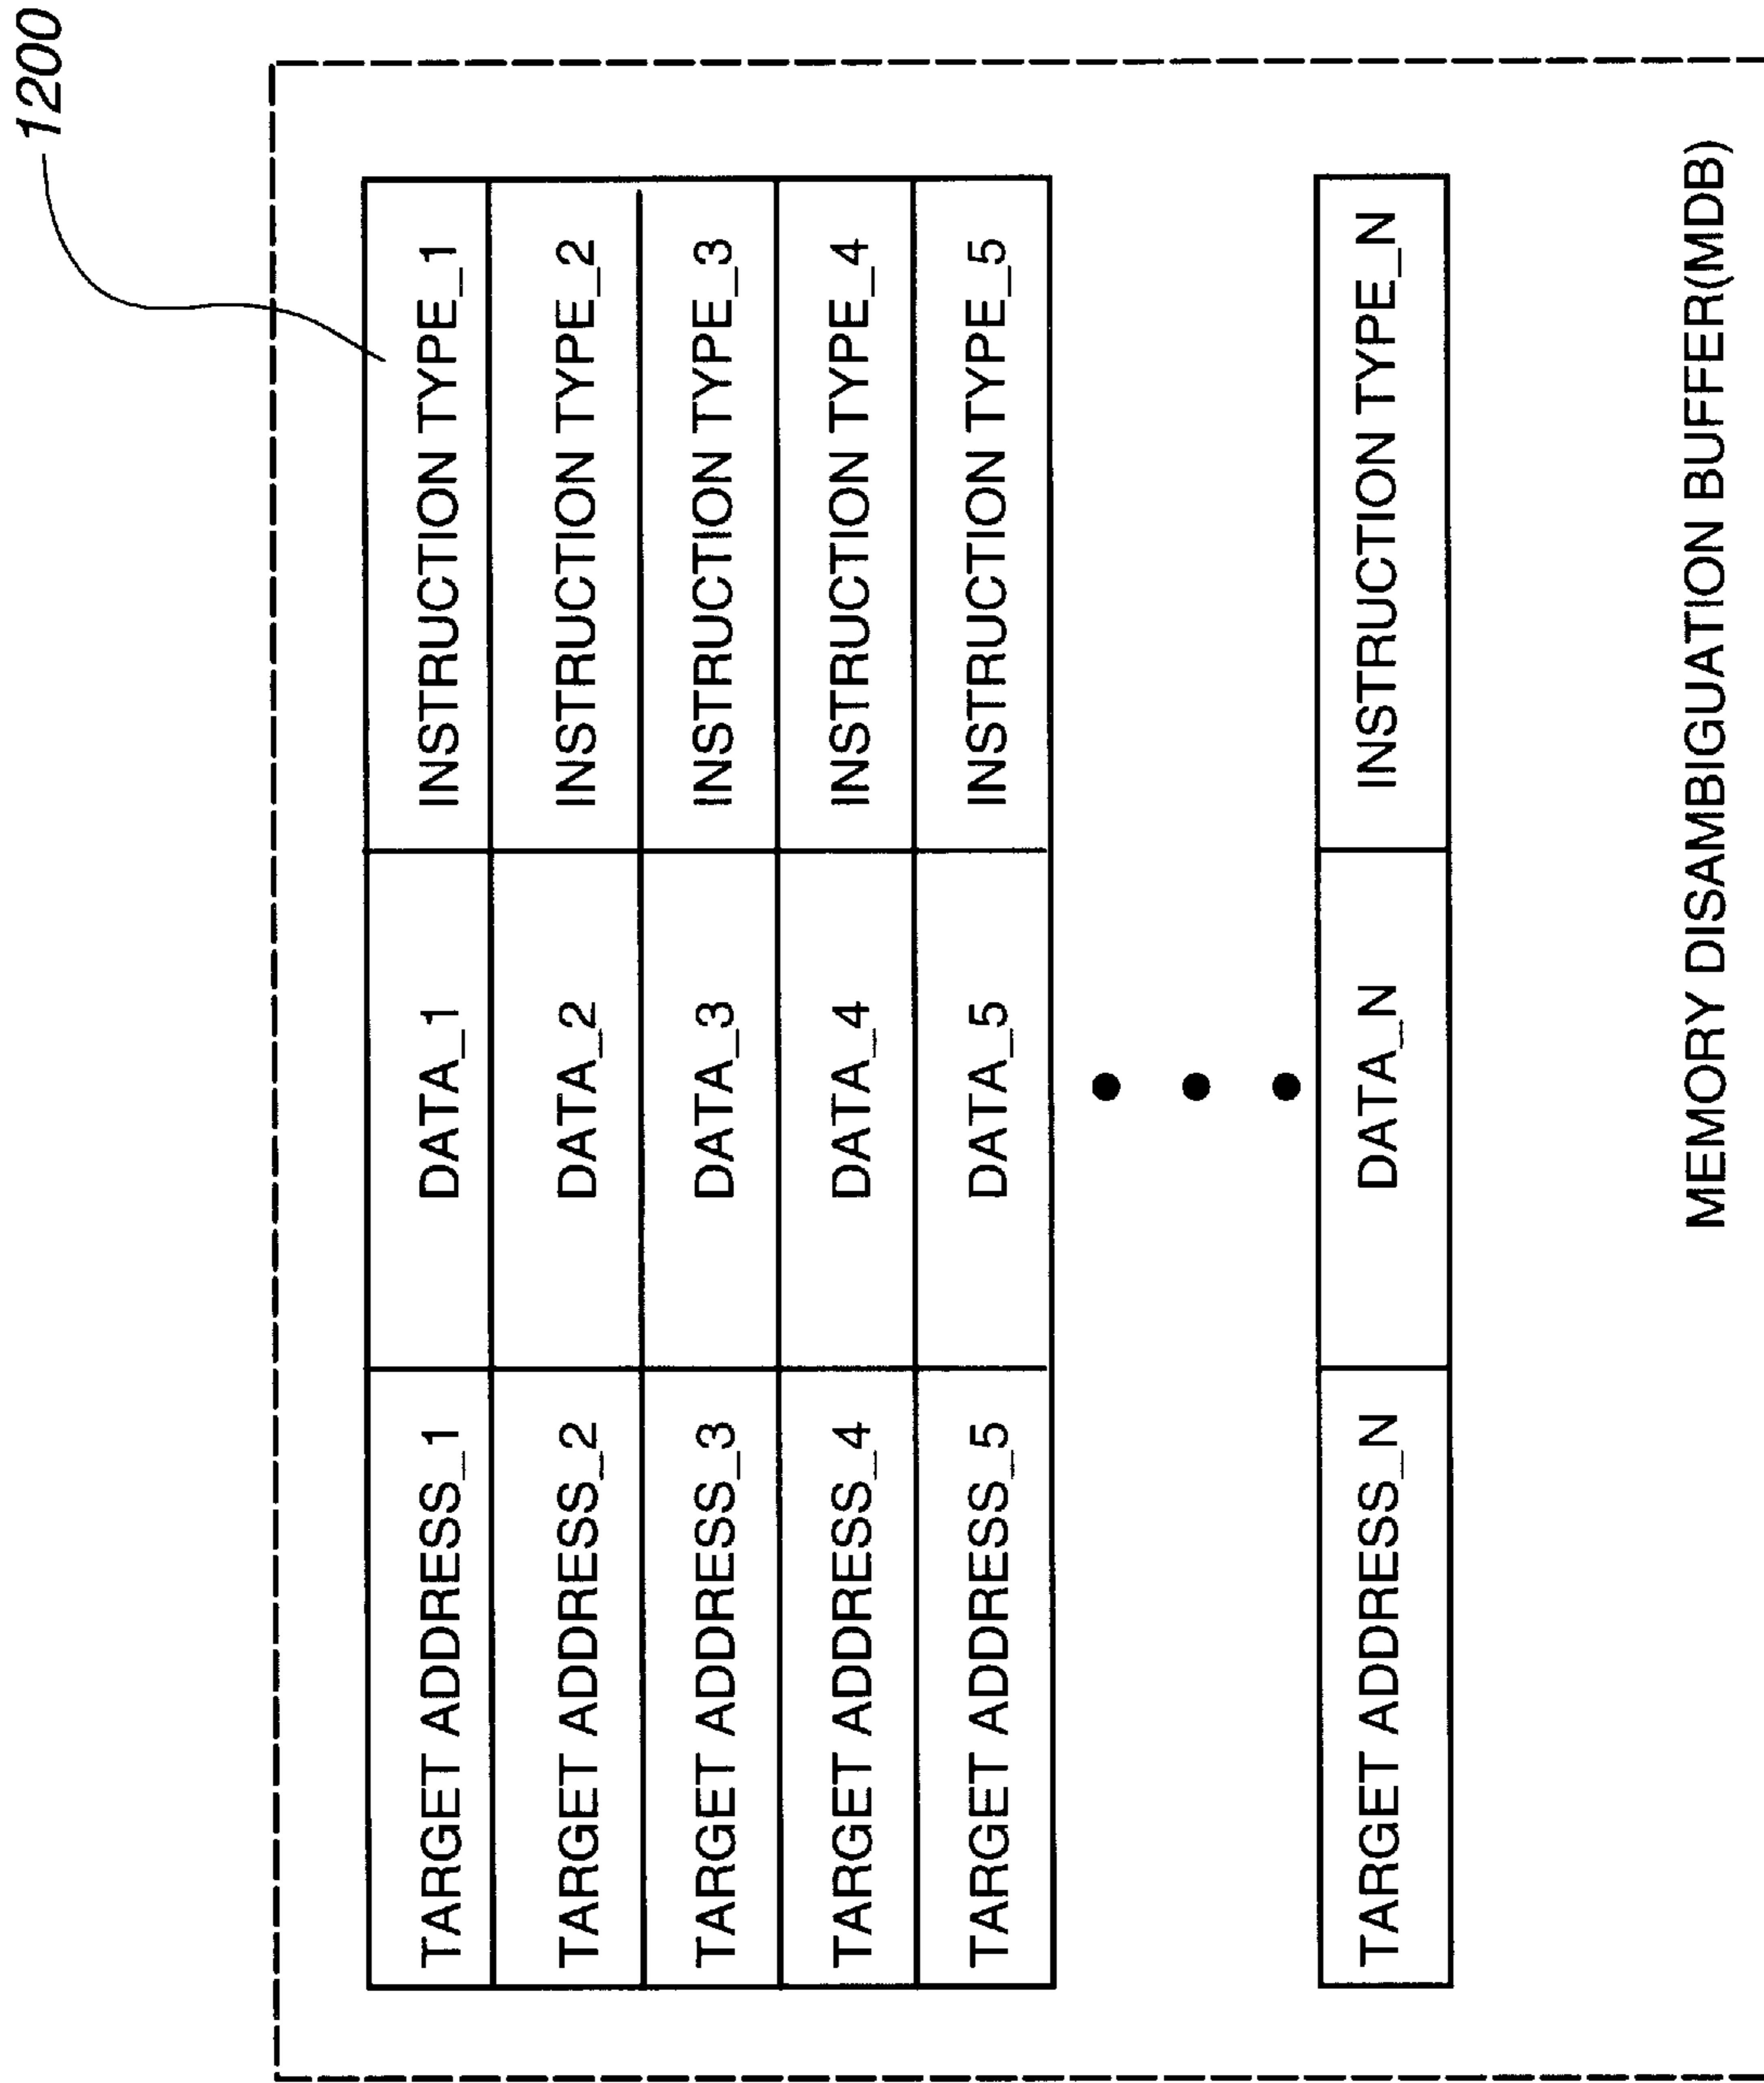 1200
TARGET ADDRESS_1 DATA_1 INSTRUCTION TYPE_1
TARGET ADDRESS_2 DATA_2 INSTRUCTION TYPE_2
TARGET ADDRESS_3 DATA_3 INSTRUCTION TYPE_3
TARGET ADDRESS_4 DATA_4 INSTRUCTION TYPE_4
TARGET ADDRESS_5 DATA_5 INSTRUCTION TYPE_5
TARGET ADDRESS_N DATA_N INSTRUCTION TYPE_N
MEMORY DISAMBIGUATION BUFFER(MDB)